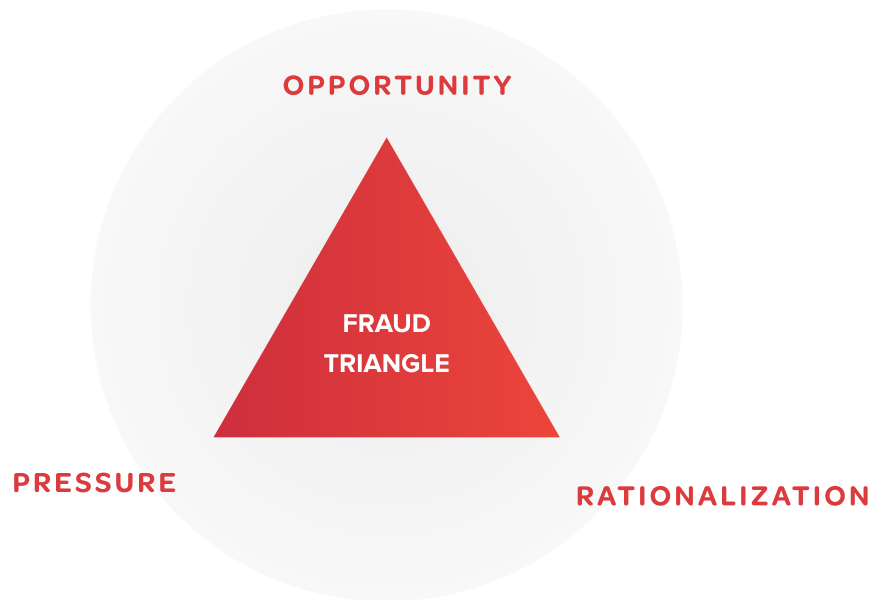 OPPORTUNITY
FRAUD
TRIANGLE
PRESSURE
RATIONALIZATION